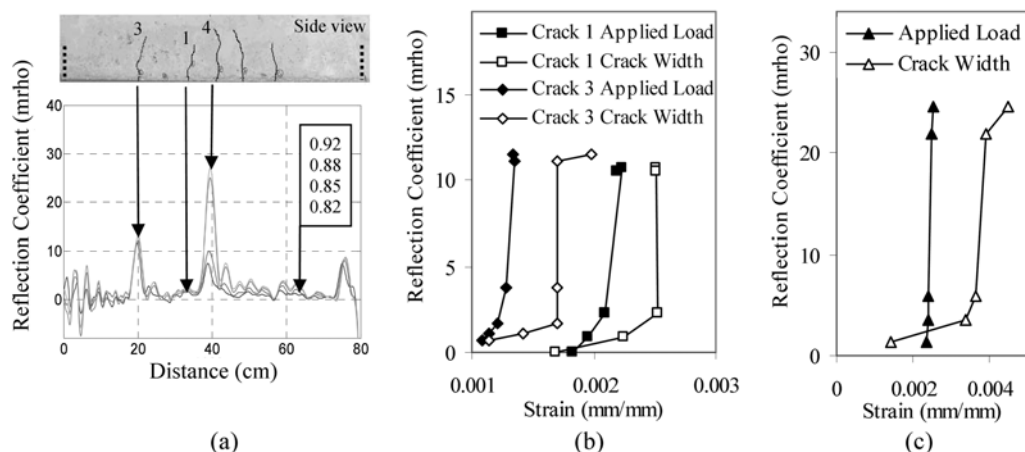 (a)
Side view
3
1
4
Reflection Coefficient (mrho)
40
30
20
10
0
0.92
0.88
0.85
0.82
0
20
40
60
80
Distance (cm)
(a)
Reflection Coefficient (mrho)
15
10
5
0
Crack 1 Applied Load
Crack 1 Crack Width
Crack 3 Applied Load
Crack 3 Crack Width
0.001
0.002
0.003
Strain (mm/mm)
(b)
Reflection Coefficient (mrho)
30
20
10
0
Applied Load
Crack Width
0
0.002
0.004
Strain (mm/mm)
(c)